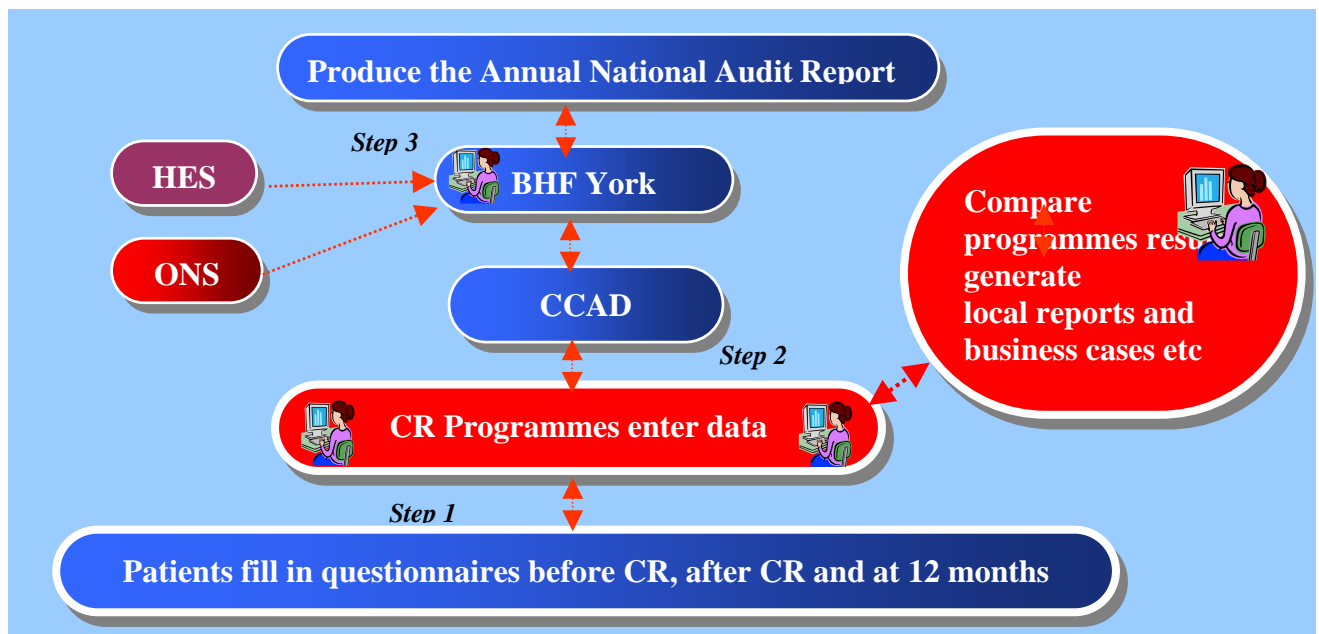 Produce the Annual National Audit Report
Step 3
HES
BHF York
ONS
CCAD
Step 2
Compare
programmes
generate
local reports and
business cases etc
CR Programmes enter data
Step 1
Patients fill in questionnaires before CR, after CR and at 12 months